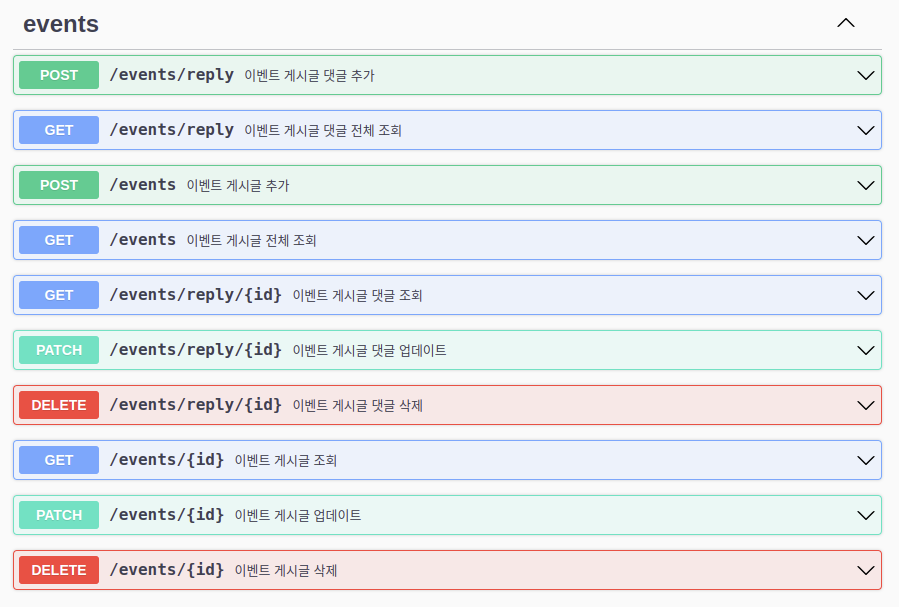 events
POST /events/reply 이벤트 게시글 댓글 추가
GET /events/reply 이벤트 게시글 댓글 전체 조회
POST /events 이벤트 게시글 추가
GET /events 이벤트 게시글 전체 조회
GET /events/reply/{id} 이벤트 게시글 댓글 조회
PATCH /events/reply/{id} 이벤트 게시글 댓글 업데이트
DELETE /events/reply/{id} 이벤트 게시글 댓글 삭제
GET /events/{id} 이벤트 게시글 조회
PATCH /events/{id} 이벤트 게시글 업데이트
DELETE /events/{id} 이벤트 게시글 삭제